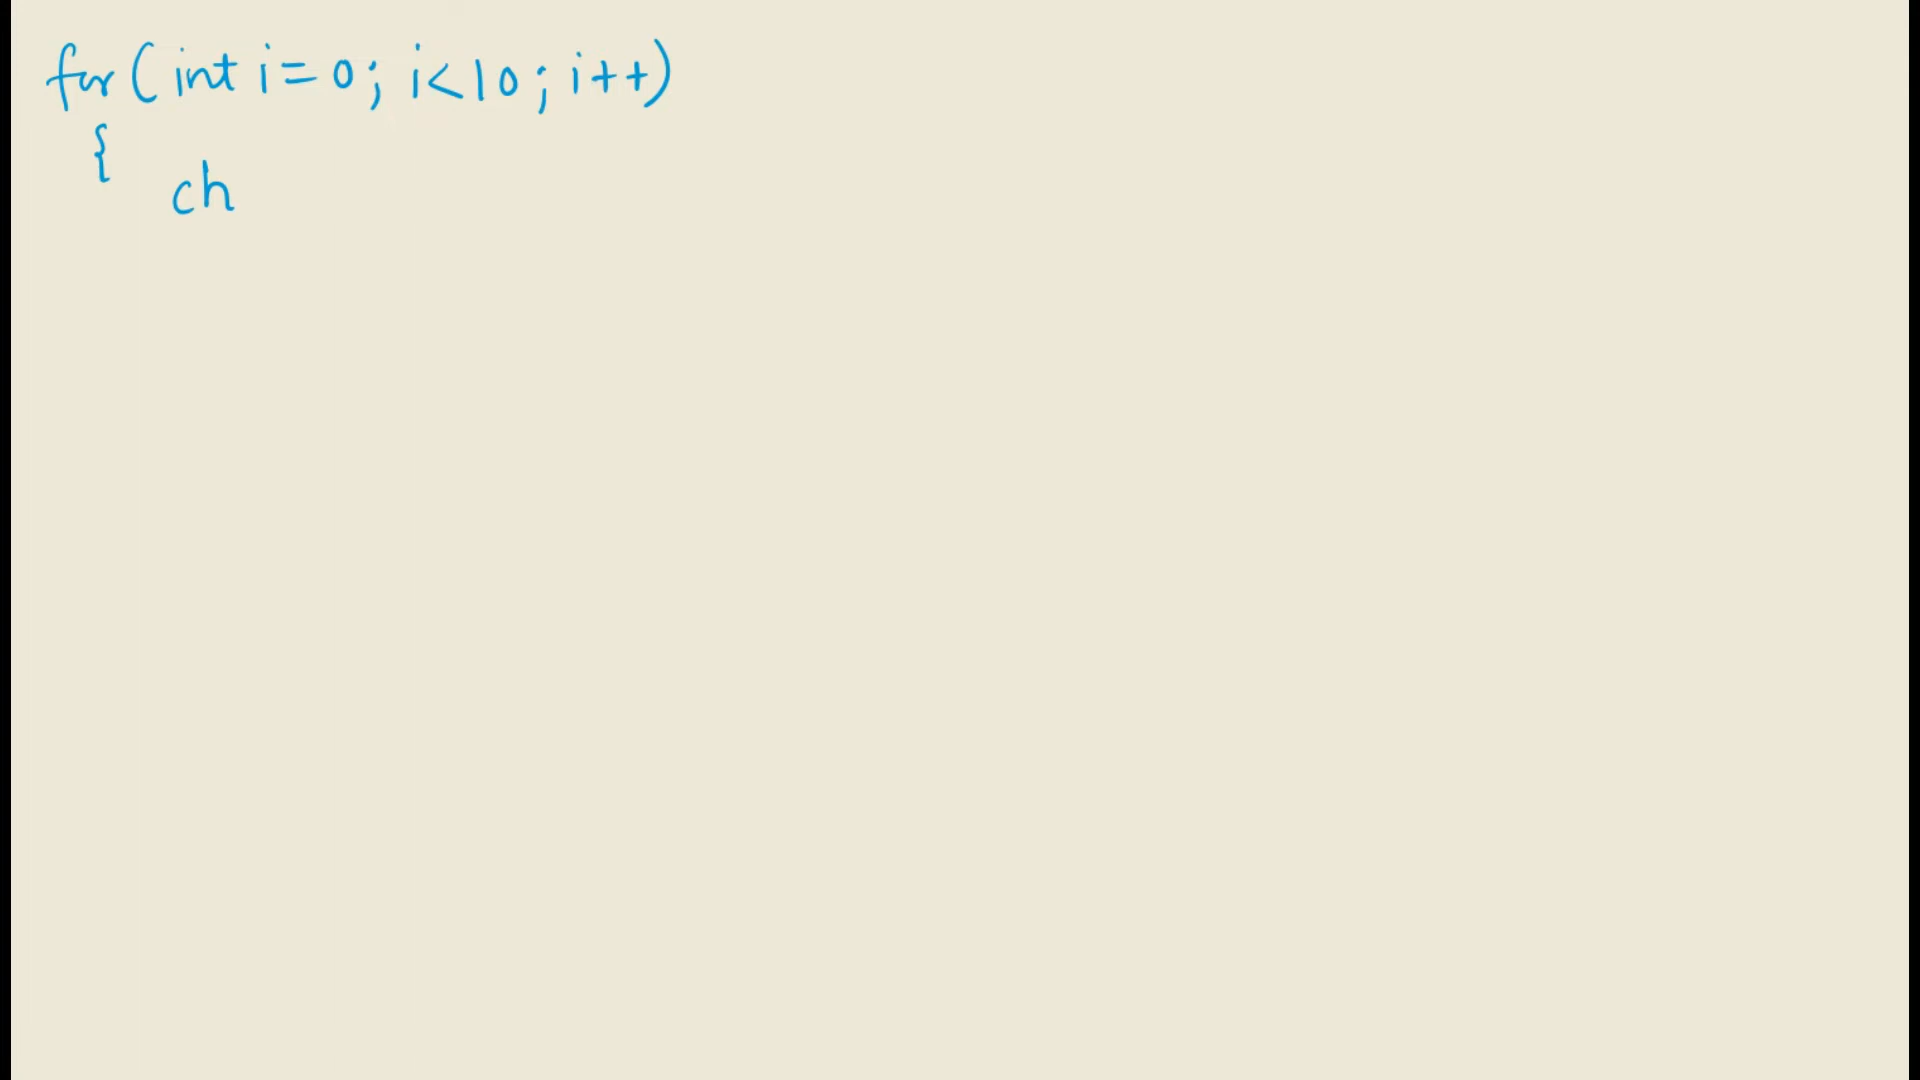 for(int i=0; i<10; i++)
{
ch